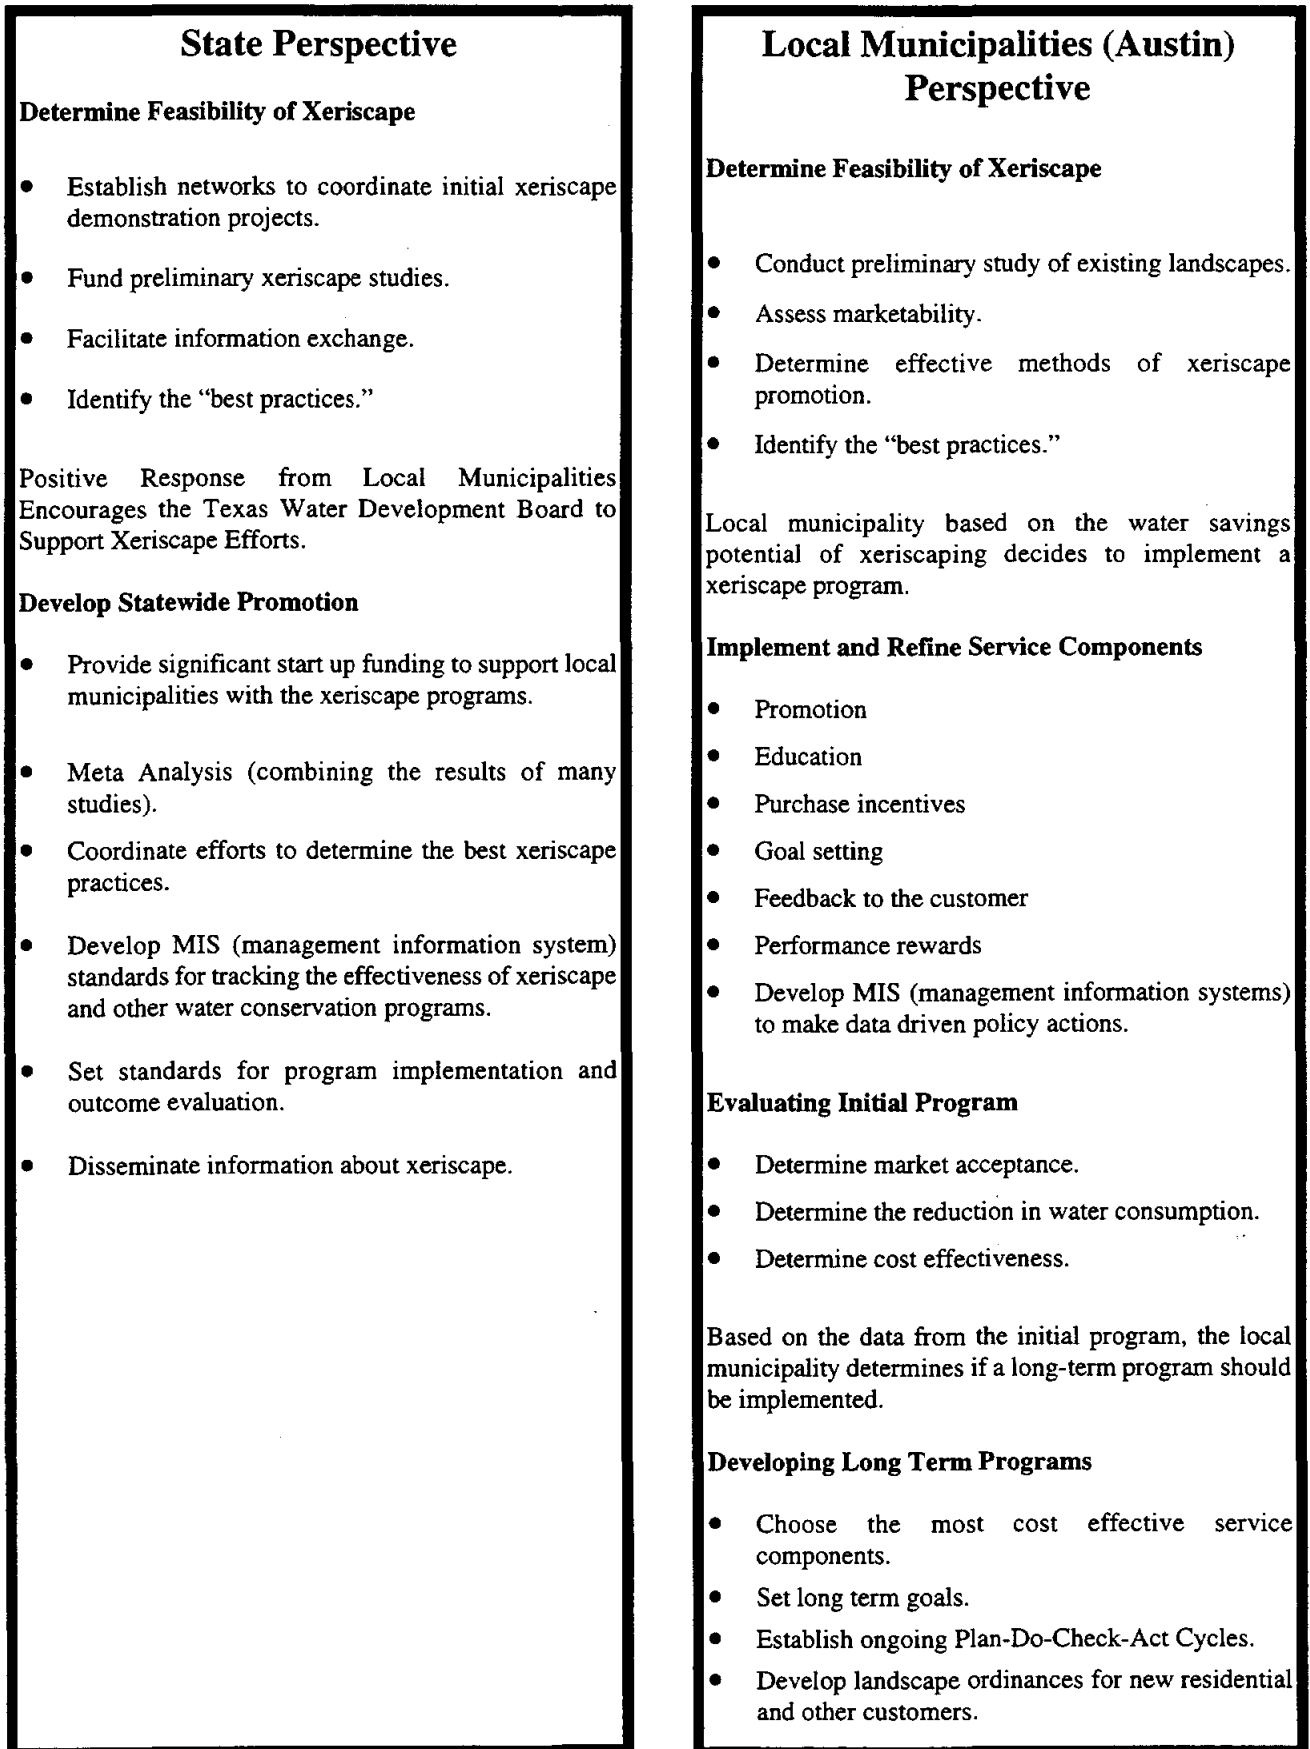 State Perspective
Determine Feasibility of Xeriscape
• Establish networks to coordinate initial xeriscape
demonstration projects.
• Fund preliminary xeriscape studies.
• Facilitate information exchange.
• Identify the “best practices.”
Positive Response from Local Municipalities
Encourages the Texas Water Development Board to
Support Xeriscape Efforts.
Develop Statewide Promotion
• Provide significant start up funding to support local
municipalities with the xeriscape programs.
• Meta Analysis (combining the results of many
studies).
• Coordinate efforts to determine the best xeriscape
practices.
• Develop MIS (management information system)
standards for tracking the effectiveness of xeriscape
and other water conservation programs.
• Set standards for program implementation and
outcome evaluation.
• Disseminate information about xeriscape.
Local Municipalities (Austin)
Perspective
Determine Feasibility of Xeriscape
• Conduct preliminary study of existing landscapes.
• Assess marketability.
• Determine effective methods of xeriscape
promotion.
• Identify the “best practices.”
Local municipality based on the water savings
potential of xeriscaping decides to implement a
xeriscape program.
Implement and Refine Service Components
• Promotion
• Education
• Purchase incentives
• Goal setting
• Feedback to the customer
• Performance rewards
• Develop MIS (management information systems)
to make data driven policy actions.
Evaluating Initial Program
• Determine market acceptance.
• Determine the reduction in water consumption.
• Determine cost effectiveness.
Based on the data from the initial program, the local
municipality determines if a long-term program should
be implemented.
Developing Long Term Programs
• Choose the most cost effective service
components.
• Set long term goals.
• Establish ongoing Plan-Do-Check-Act Cycles.
• Develop landscape ordinances for new residential
and other customers.